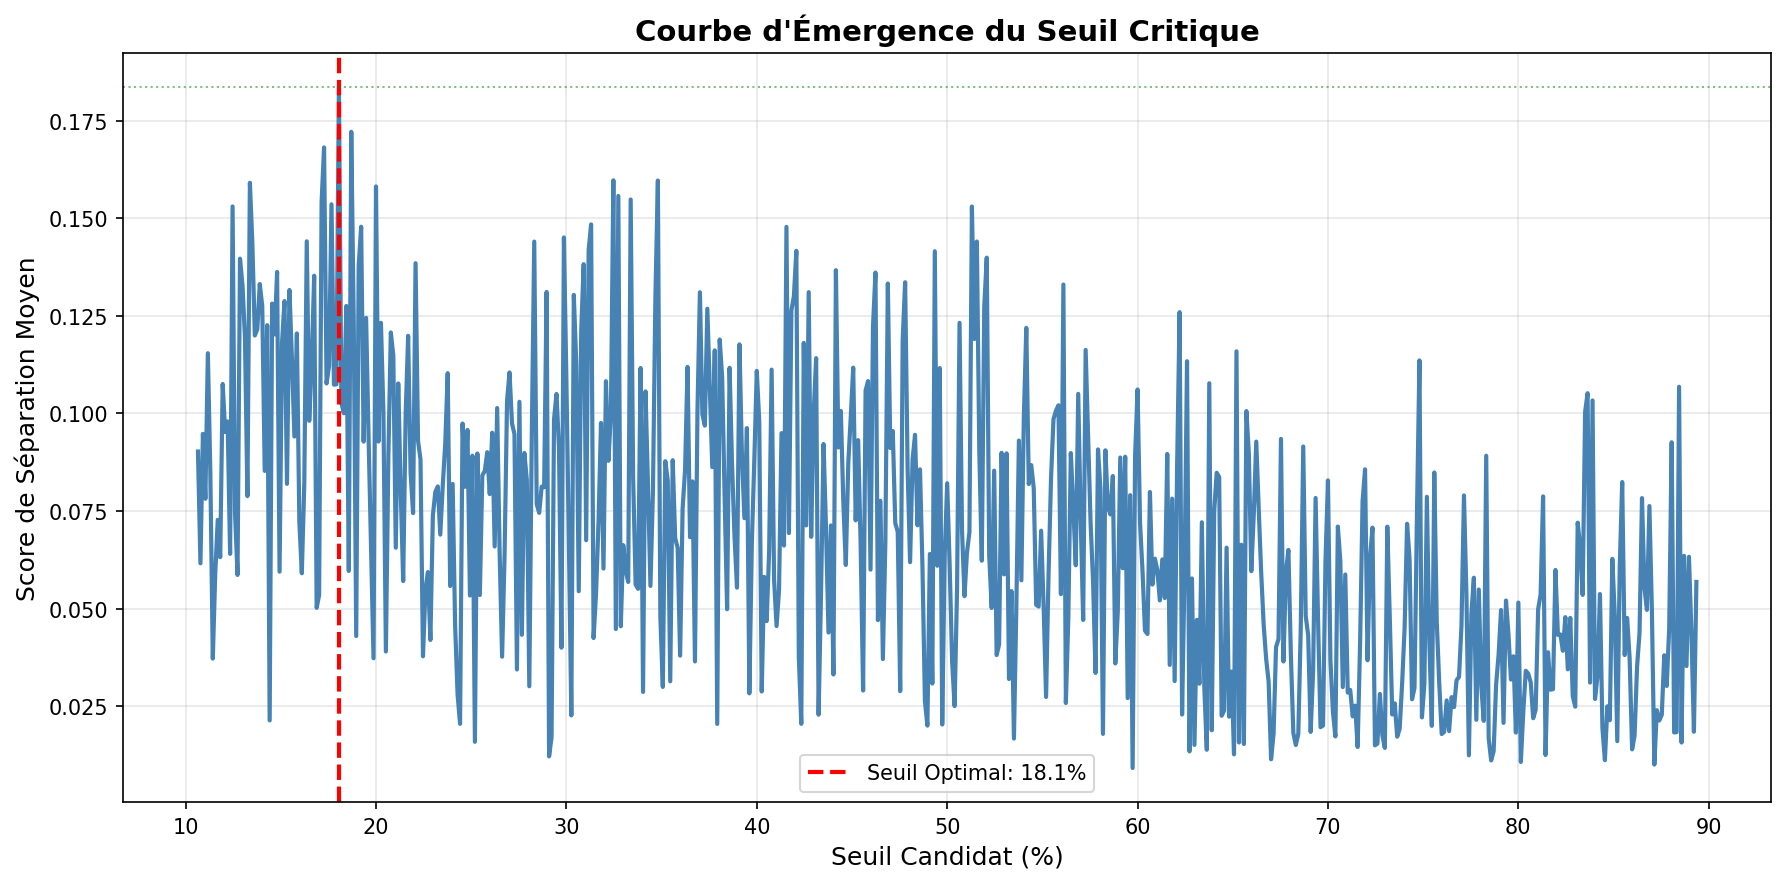 Courbe d'Émergence du Seuil Critique
Score de Séparation Moyen
0.175
0.150
0.125
0.100
0.075
0.050
0.025
Seuil Optimal: 18.1%
10 20 30 40 50 60 70 80 90
Seuil Candidat (%)